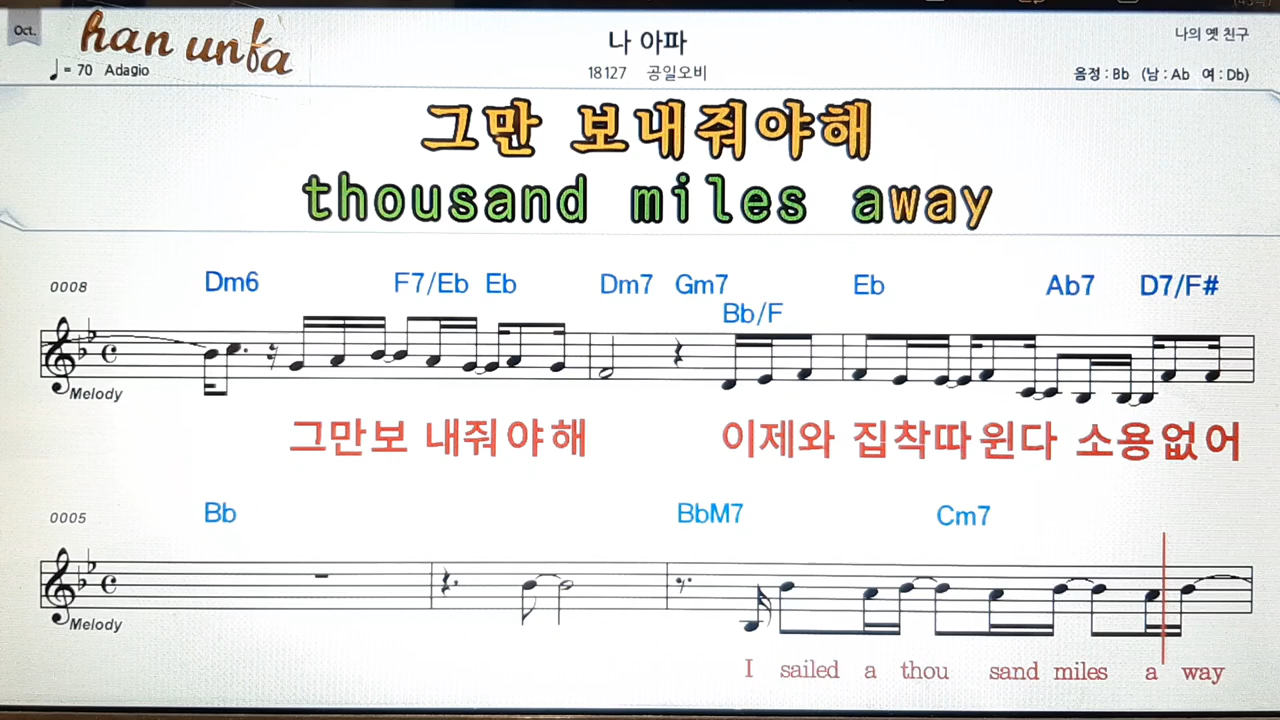 Oct.
han unfa
♩= 70 Adagio
나 아파
18127 공일오비
나의 옛 친구
음정 : Bb (남 : Ab 여 : Db)
그만 보내줘야해
thousand miles away
0008 Dm6 F7/Eb Eb Dm7 Gm7 Bb/F Eb Ab7 D7/F#
Melody
그만보 내줘야해 이제와 집착따윈다 소용없어
0005 Bb BbM7 Cm7
Melody
I sailed a thou sand miles a way